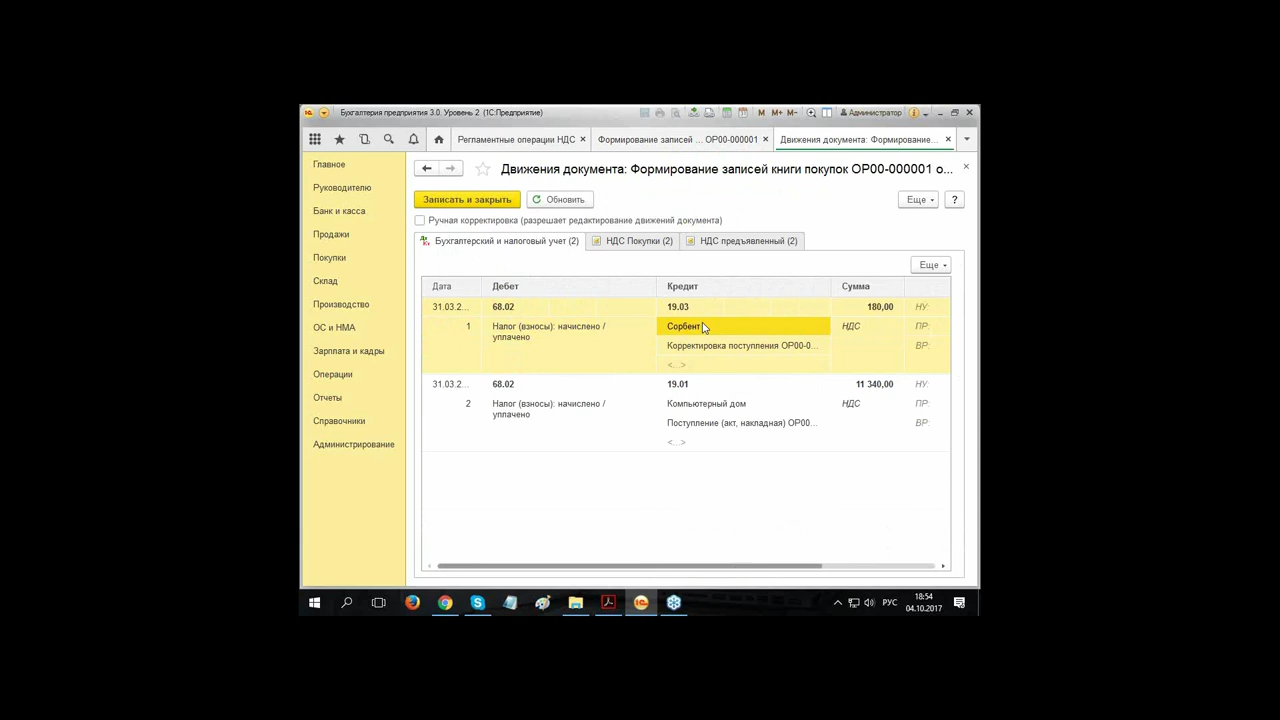 Бухгалтерия предприятия 3.0. Уровень 2 (1С:Предприятие)
M M+ M- Администратор
Регламентные операции НДС Формирование записей ... ОР00-000001 Движения документа: Формирование...
Главное
Руководителю
Банк и касса
Продажи
Покупки
Склад
Производство
ОС и НМА
Зарплата и кадры
Операции
Отчеты
Справочники
Администрирование
Движения документа: Формирование записей книги покупок ОР00-000001 о...
Записать и закрыть Обновить Еще ?
Ручная корректировка (разрешает редактирование движений документа)
Бухгалтерский и налоговый учет (2) НДС Покупки (2) НДС предъявленный (2)
Еще
Дата Дебет Кредит Сумма
31.03.2... 68.02 19.03 180,00 НУ:
1 Налог (взносы): начислено / Сорбент НДС ПР:
уплачено
Корректировка поступления ОР00-0... ВР:
<...>
31.03.2... 68.02 19.01 11 340,00 НУ:
2 Налог (взносы): начислено / Компьютерный дом НДС ПР:
уплачено
Поступление (акт, накладная) ОР00... ВР:
<...>
РУС 18:54
04.10.2017